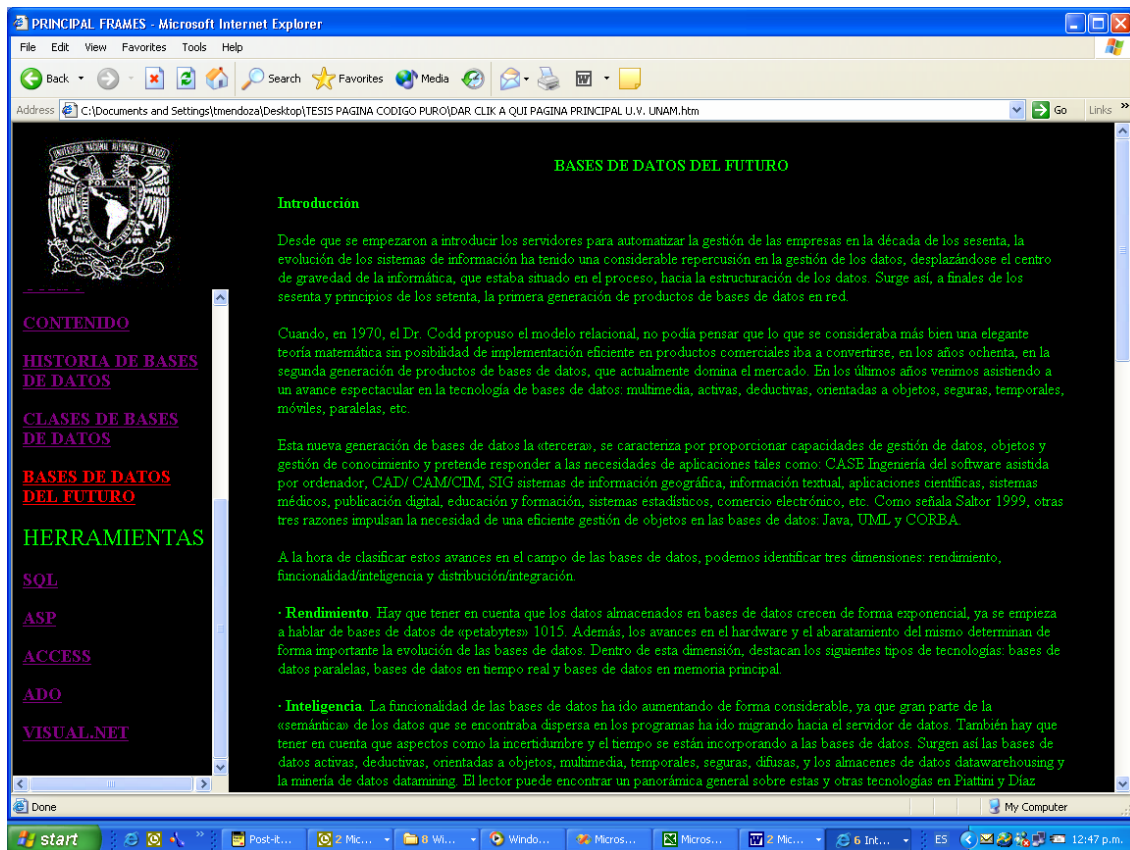 PRINCIPAL FRAMES - Microsoft Internet Explorer
File Edit View Favorites Tools Help
Back Search Favorites Media
Address C:\Documents and Settings\tmendoza\Desktop\TESIS PAGINA CODIGO PURO\DAR CLIK A QUI PAGINA PRINCIPAL U.V. UNAM.htm Go Links »
CONTENIDO
HISTORIA DE BASES
DE DATOS
CLASES DE BASES
DE DATOS
BASES DE DATOS
DEL FUTURO
HERRAMIENTAS
SQL
ASP
ACCESS
ADO
VISUAL.NET
BASES DE DATOS DEL FUTURO
Introducción
Desde que se empezaron a introducir los servidores para automatizar la gestión de las empresas en la década de los sesenta, la
evolución de los sistemas de información ha tenido una considerable repercusión en la gestión de los datos, desplazándose el centro
de gravedad de la informática, que estaba situado en el proceso, hacia la estructuración de los datos. Surge así, a finales de los
sesenta y principios de los setenta, la primera generación de productos de bases de datos en red.
Cuando, en 1970, el Dr. Codd propuso el modelo relacional, no podía pensar que lo que se consideraba más bien una elegante
teoría matemática sin posibilidad de implementación eficiente en productos comerciales iba a convertirse, en los años ochenta, en la
segunda generación de productos de bases de datos, que actualmente domina el mercado. En los últimos años venimos asistiendo a
un avance espectacular en la tecnología de bases de datos: multimedia, activas, deductivas, orientadas a objetos, seguras, temporales,
móviles, paralelas, etc.
Esta nueva generación de bases de datos la «tercera», se caracteriza por proporcionar capacidades de gestión de datos, objetos y
gestión de conocimiento y pretende responder a las necesidades de aplicaciones tales como: CASE Ingeniería del software asistida
por ordenador, CAD/ CAM/CIM, SIG sistemas de información geográfica, información textual, aplicaciones científicas, sistemas
médicos, publicación digital, educación y formación, sistemas estadísticos, comercio electrónico, etc. Como señala Saltor 1999, otras
tres razones impulsan la necesidad de una eficiente gestión de objetos en las bases de datos: Java, UML y CORBA.
A la hora de clasificar estos avances en el campo de las bases de datos, podemos identificar tres dimensiones: rendimiento,
funcionalidad/inteligencia y distribución/integración.
· Rendimiento. Hay que tener en cuenta que los datos almacenados en bases de datos crecen de forma exponencial, ya se empieza
a hablar de bases de datos de «petabytes» 1015. Además, los avances en el hardware y el abaratamiento del mismo determinan de
forma importante la evolución de las bases de datos. Dentro de esta dimensión, destacan los siguientes tipos de tecnologías: bases de
datos paralelas, bases de datos en tiempo real y bases de datos en memoria principal.
· Inteligencia. La funcionalidad de las bases de datos ha ido aumentando de forma considerable, ya que gran parte de la
«semántica» de los datos que se encontraba dispersa en los programas ha ido migrando hacia el servidor de datos. También hay que
tener en cuenta que aspectos como la incertidumbre y el tiempo se están incorporando a las bases de datos. Surgen así las bases de
datos activas, deductivas, orientadas a objetos, multimedia, temporales, seguras, difusas, y los almacenes de datos datawarehousing y
la minería de datos datamining. El lector puede encontrar un panorámica general sobre estas y otras tecnologías en Piattini y Díaz
Done My Computer
start » Post-it... 2 Mic... 8 Wi... Windo... Micros... Micros... 2 Mic... 6 Int... ES 12:47 p.m.